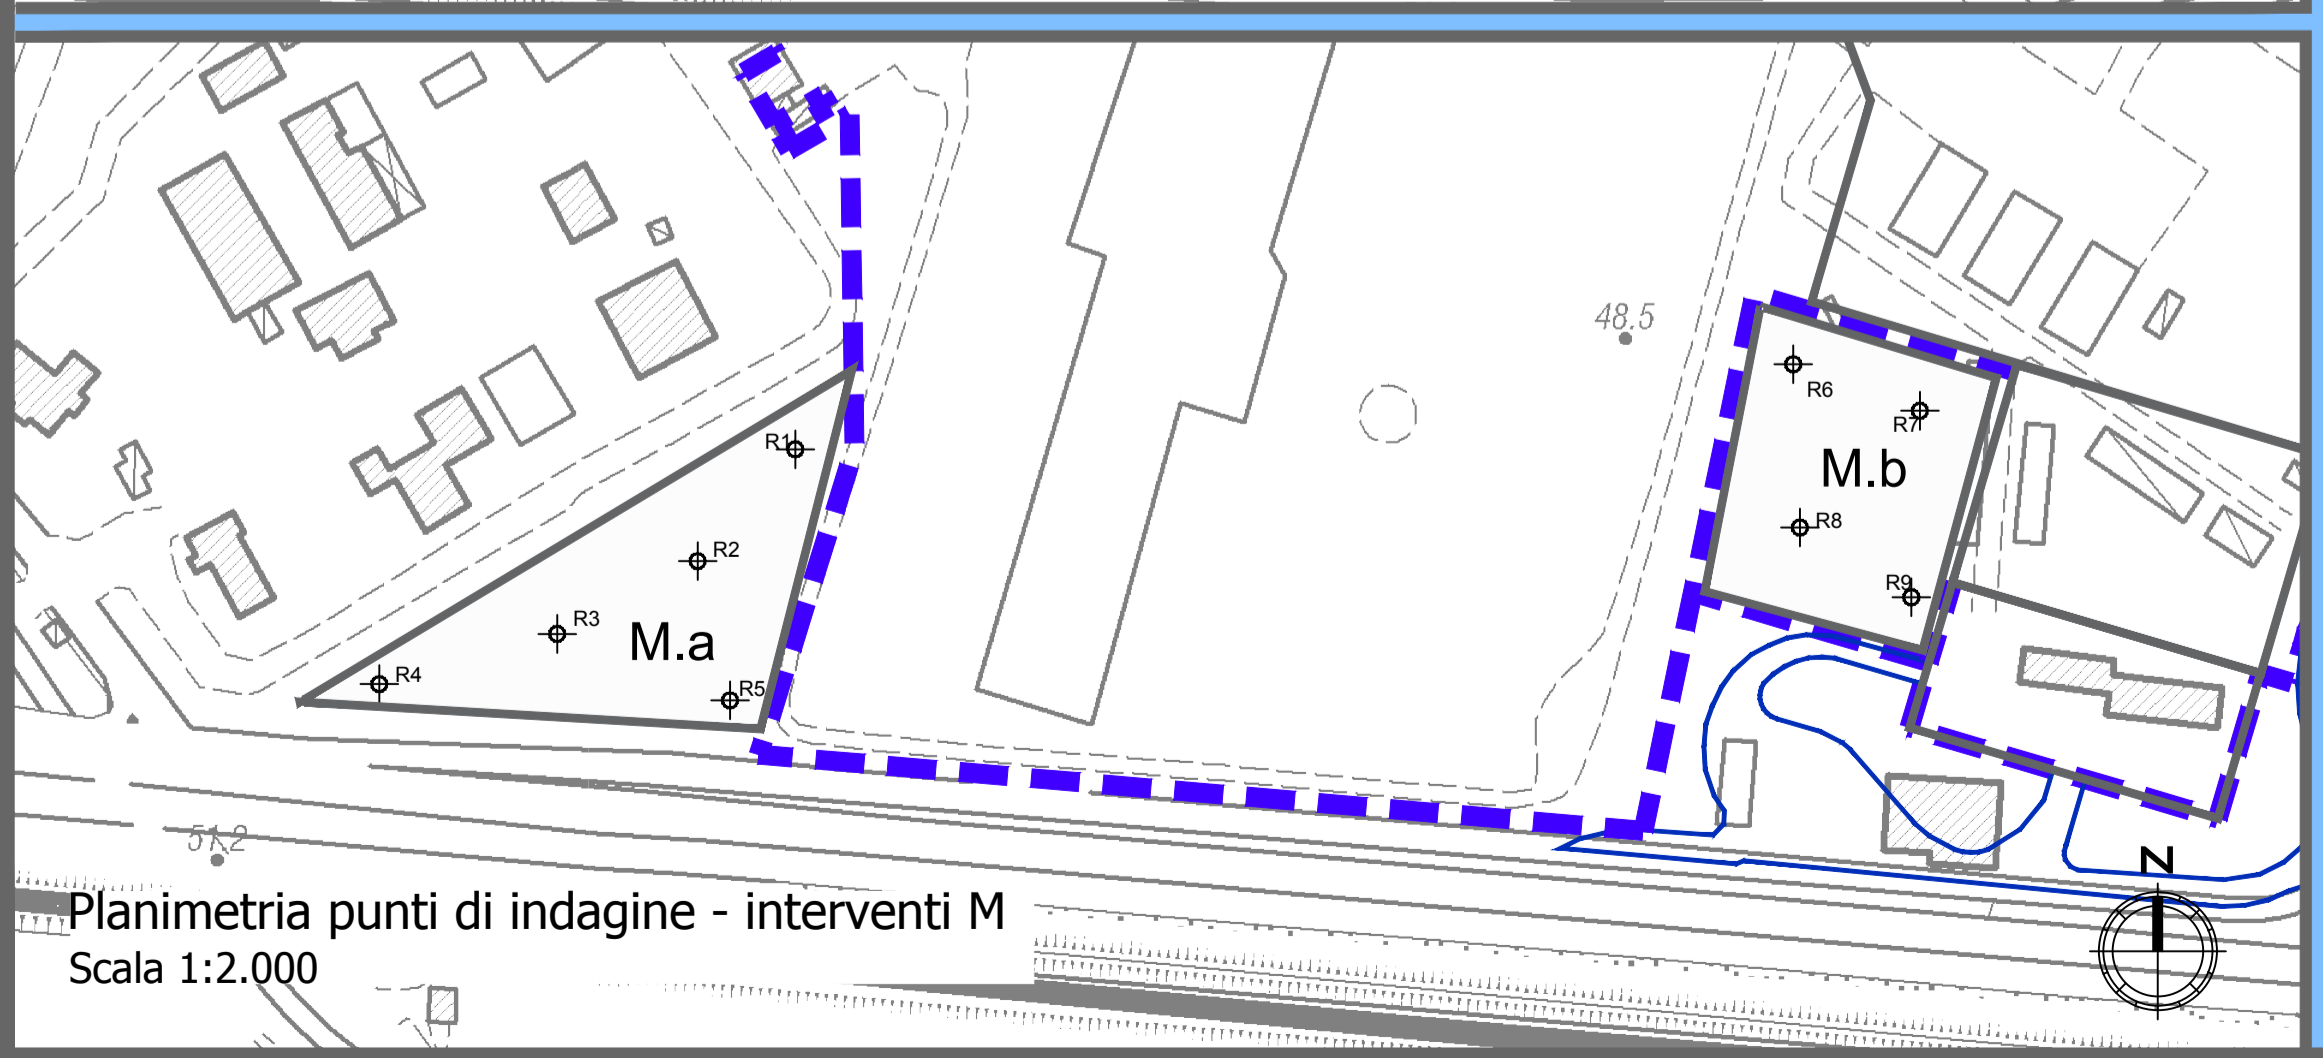 48.5
R6
R7
R1
M.b
R8
R2
R9
R3
M.a
R4
R5
51.2
N
Planimetria punti di indagine - interventi M
Scala 1:2.000